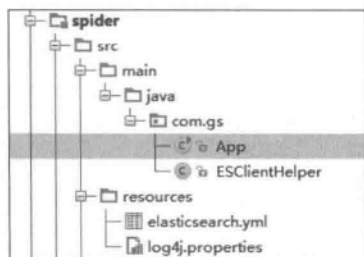 spider
src
main
java
com.gs
App
ESClientHelper
resources
elasticsearch.yml
log4j.properties